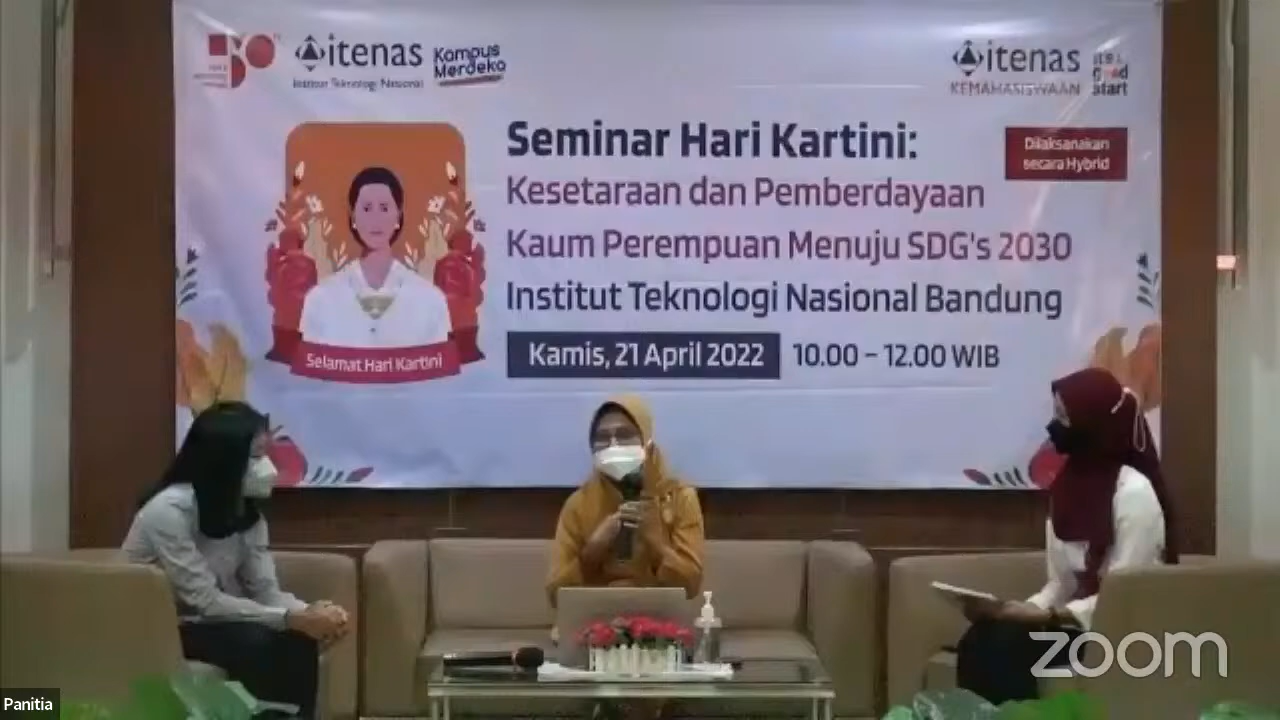 itenas
Institut Teknologi Nasional
Kampus
Merdeka
itenas
KEMAHASISWAAN
Seminar Hari Kartini:
Dilaksanakan
secara Hybrid
Kesetaraan dan Pemberdayaan
Kaum Perempuan Menuju SDG's 2030
Institut Teknologi Nasional Bandung
Kamis, 21 April 2022 10.00 – 12.00 WIB
Selamat Hari Kartini
zoom
Panitia